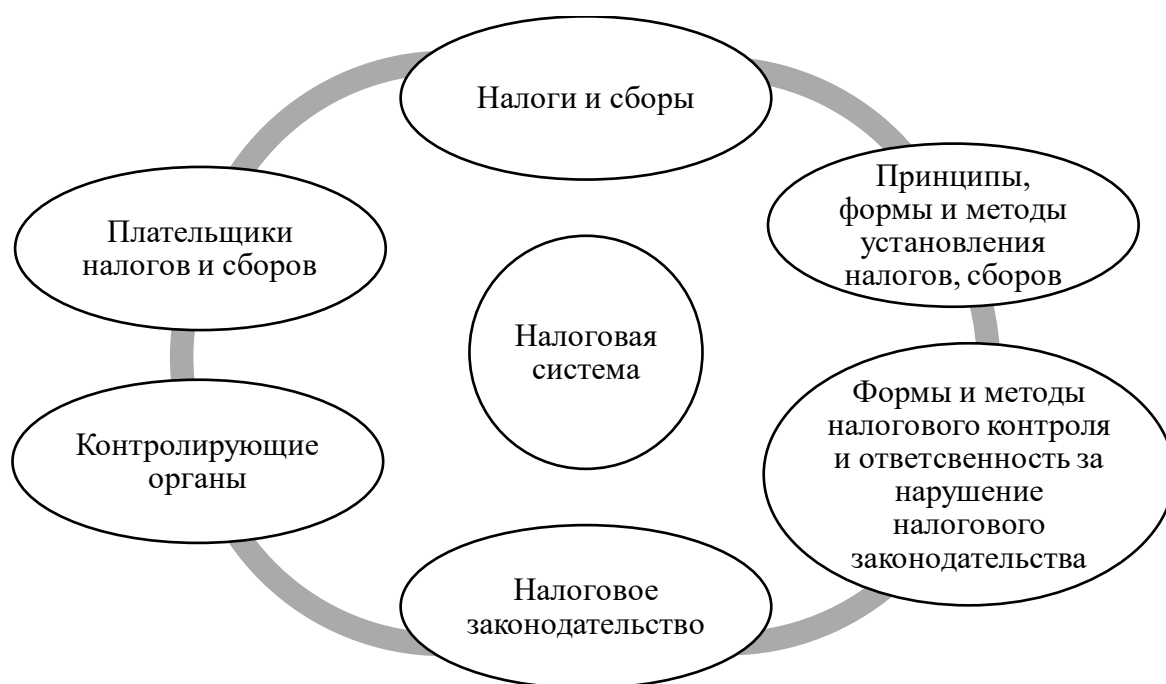 Налоги и сборы
Принципы,
формы и методы
установления
налогов, сборов
Плательщики
налогов и сборов
Налоговая
система
Формы и методы
налогового контроля
и ответсвенность за
нарушение
налогового
законодательства
Контролирующие
органы
Налоговое
законодательство